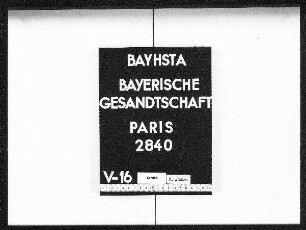 BAYHSTA
BAYERISCHE
GESANDTSCHAFT
PARIS
2840
V-16